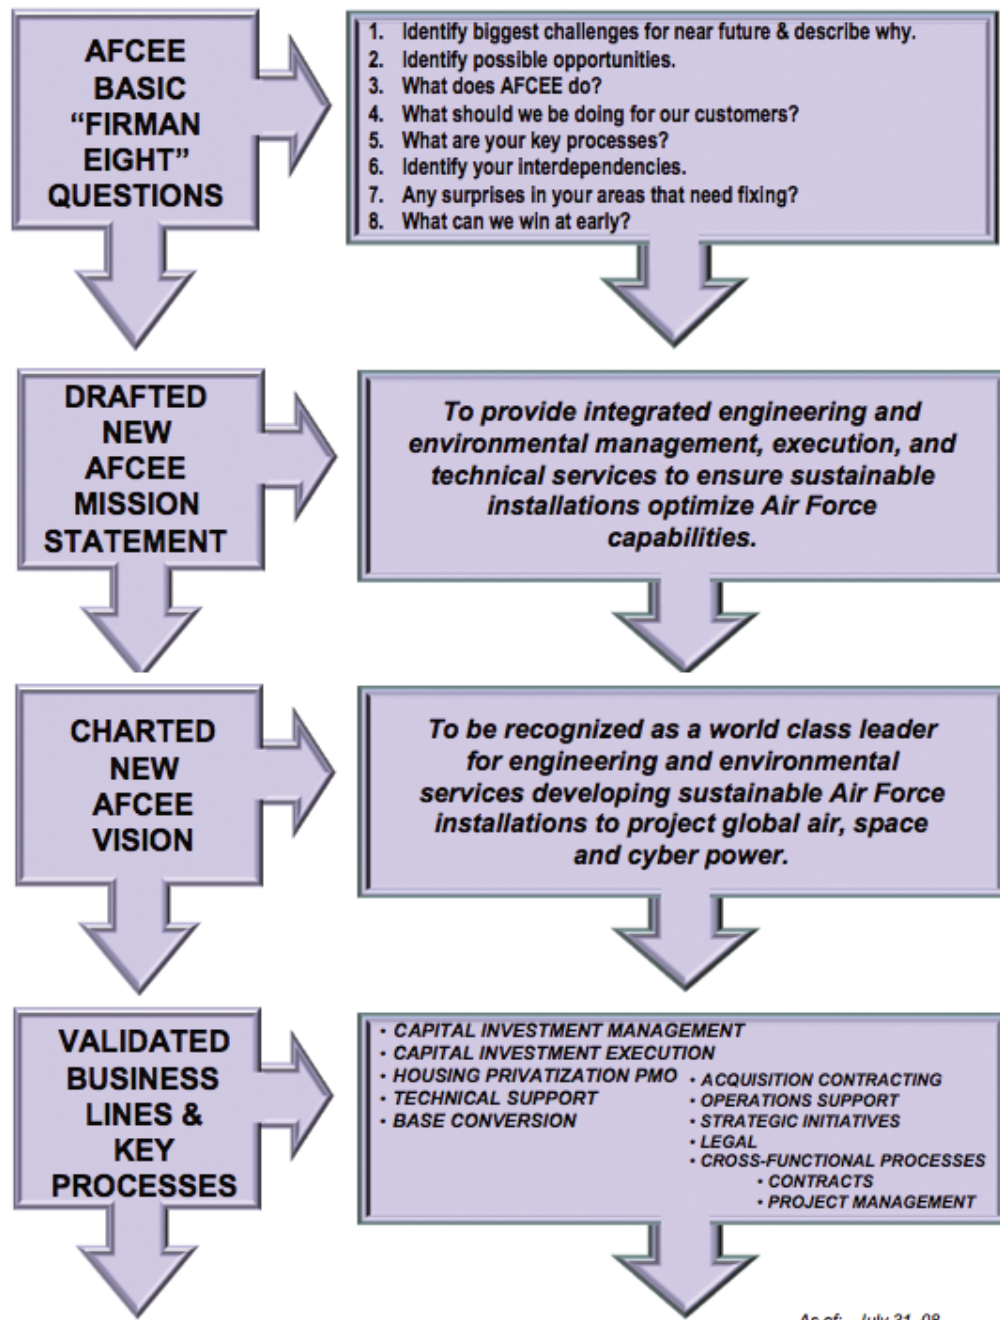 AFCEE
BASIC
“FIRMAN
EIGHT”
QUESTIONS
1. Identify biggest challenges for near future & describe why.
2. Identify possible opportunities.
3. What does AFCEE do?
4. What should we be doing for our customers?
5. What are your key processes?
6. Identify your interdependencies.
7. Any surprises in your areas that need fixing?
8. What can we win at early?
DRAFTED
NEW
AFCEE
MISSION
STATEMENT
To provide integrated engineering and
environmental management, execution, and
technical services to ensure sustainable
installations optimize Air Force
capabilities.
CHARTED
NEW
AFCEE
VISION
To be recognized as a world class leader
for engineering and environmental
services developing sustainable Air Force
installations to project global air, space
and cyber power.
VALIDATED
BUSINESS
LINES &
KEY
PROCESSES
• CAPITAL INVESTMENT MANAGEMENT
• CAPITAL INVESTMENT EXECUTION
• HOUSING PRIVATIZATION PMO
• TECHNICAL SUPPORT
• BASE CONVERSION
• ACQUISITION CONTRACTING
• OPERATIONS SUPPORT
• STRATEGIC INITIATIVES
• LEGAL
• CROSS-FUNCTIONAL PROCESSES
• CONTRACTS
• PROJECT MANAGEMENT
As of: July 31, 08